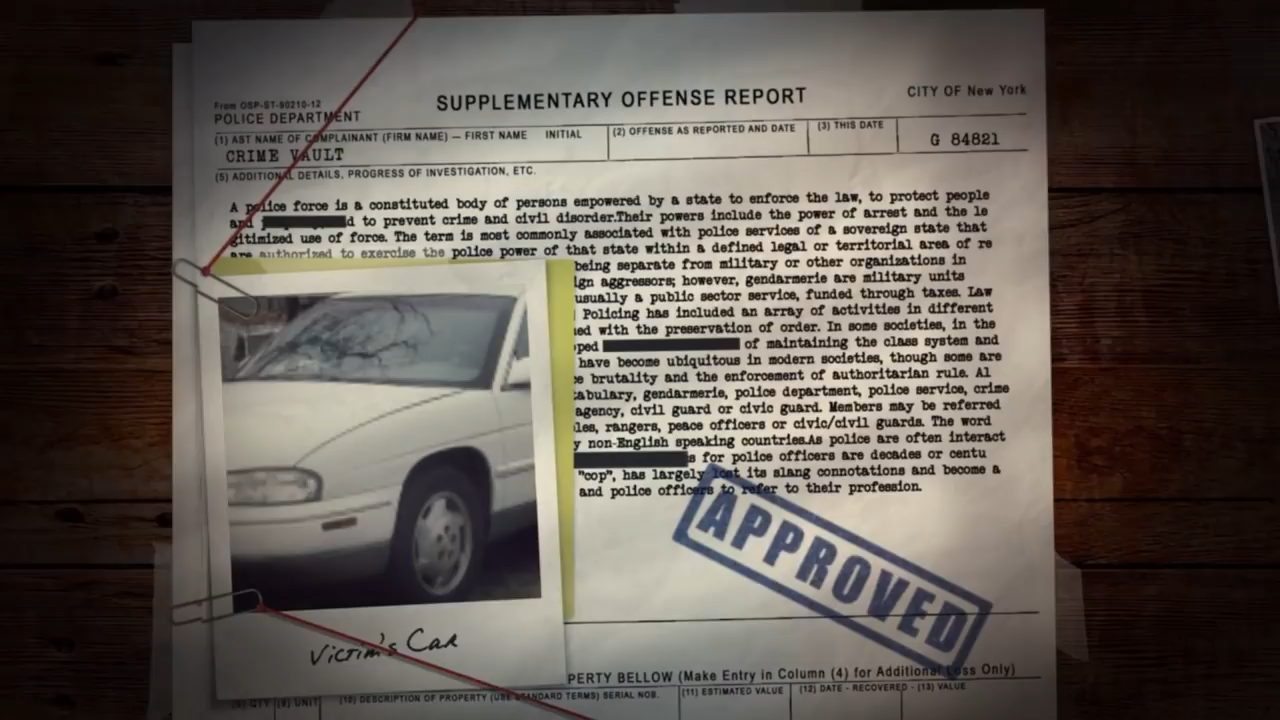 From OSP-ST-90210-12
SUPPLEMENTARY OFFENSE REPORT
CITY OF New York
POLICE DEPARTMENT
(1) AST NAME OF COMPLAINANT (FIRM NAME) — FIRST NAME INITIAL
(2) OFFENSE AS REPORTED AND DATE
(3) THIS DATE
G 84821
CRIME VAULT
(5) ADDITIONAL DETAILS, PROGRESS OF INVESTIGATION, ETC.
A police force is a constituted body of persons empowered by a state to enforce the law, to protect people
and d to prevent crime and civil disorder.Their powers include the power of arrest and the le
gitimized use of force. The term is most commonly associated with police services of a sovereign state that
are authorized to exercise the police power of that state within a defined legal or territorial area of re
being separate from military or other organizations in
ign aggressors; however, gendarmerie are military units
usually a public sector service, funded through taxes. Law
Policing has included an array of activities in different
ed with the preservation of order. In some societies, in the
ped of maintaining the class system and
have become ubiquitous in modern societies, though some are
e brutality and the enforcement of authoritarian rule. Al
tabulary, gendarmerie, police department, police service, crime
agency, civil guard or civic guard. Members may be referred
les, rangers, peace officers or civic/civil guards. The word
y non-English speaking countries.As police are often interact
s for police officers are decades or centu
"cop", has largely lost its slang connotations and become a
and police officers to refer to their profession.
APPROVED
Victim's Car
PERTY BELLOW (Make Entry in Column (4) for Additional Loss Only)
QTY (9) UNIT
(10) DESCRIPTION OF PROPERTY (USE STANDARD TERMS) SERIAL NOB.
(11) ESTIMATED VALUE
(12) DATE - RECOVERED - (13) VALUE